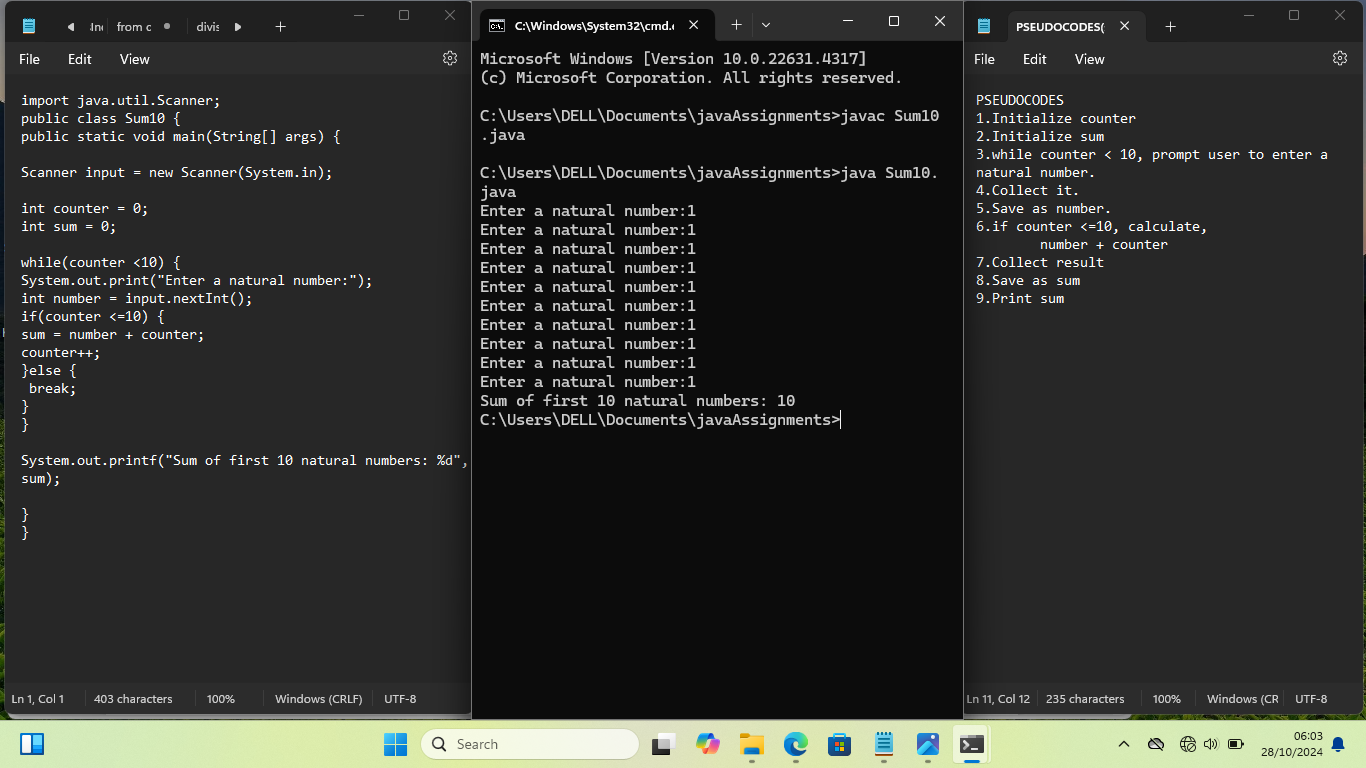 from c
divis
File Edit View
import java.util.Scanner;
public class Sum10 {
public static void main(String[] args) {
Scanner input = new Scanner(System.in);
int counter = 0;
int sum = 0;
while(counter <10) {
System.out.print("Enter a natural number:");
int number = input.nextInt();
if(counter <=10) {
sum = number + counter;
counter++;
}else {
break;
}
}
System.out.printf("Sum of first 10 natural numbers: %d",
sum);
}
}
Ln 1, Col 1 403 characters 100% Windows (CRLF) UTF-8
C:\Windows\System32\cmd.e
Microsoft Windows [Version 10.0.22631.4317]
(c) Microsoft Corporation. All rights reserved.
C:\Users\DELL\Documents\javaAssignments>javac Sum10
.java
C:\Users\DELL\Documents\javaAssignments>java Sum10.
java
Enter a natural number:1
Enter a natural number:1
Enter a natural number:1
Enter a natural number:1
Enter a natural number:1
Enter a natural number:1
Enter a natural number:1
Enter a natural number:1
Enter a natural number:1
Enter a natural number:1
Sum of first 10 natural numbers: 10
C:\Users\DELL\Documents\javaAssignments>
PSEUDOCODES(
File Edit View
PSEUDOCODES
1.Initialize counter
2.Initialize sum
3.while counter < 10, prompt user to enter a
natural number.
4.Collect it.
5.Save as number.
6.if counter <=10, calculate,
number + counter
7.Collect result
8.Save as sum
9.Print sum
Ln 11, Col 12 235 characters 100% Windows (CR UTF-8
Search
06:03
28/10/2024